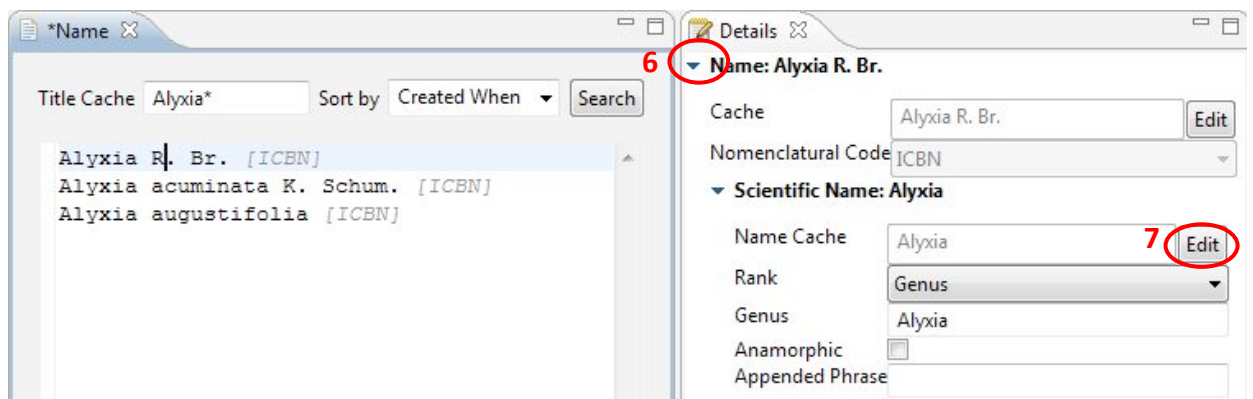 *Name
Title Cache Alyxia* Sort by Created When Search
Alyxia R. Br. [ICBN]
Alyxia acuminata K. Schum. [ICBN]
Alyxia augustifolia [ICBN]
Details
6 Name: Alyxia R. Br.
Cache Alyxia R. Br. Edit
Nomenclatural Code ICBN
Scientific Name: Alyxia
Name Cache Alyxia 7 Edit
Rank Genus
Genus Alyxia
Anamorphic
Appended Phrase